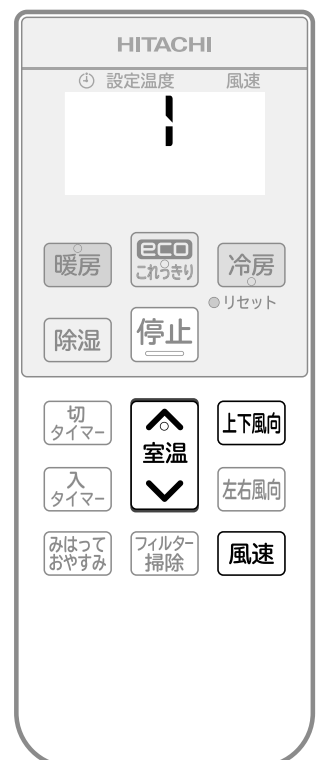 HITACHI
設定温度 風速
1
暖房 eco これっきり 冷房
リセット
除湿 停止
切 タイマー
室温
上下風向
入 タイマー
左右風向
みはって おやすみ
フィルター 掃除
風速